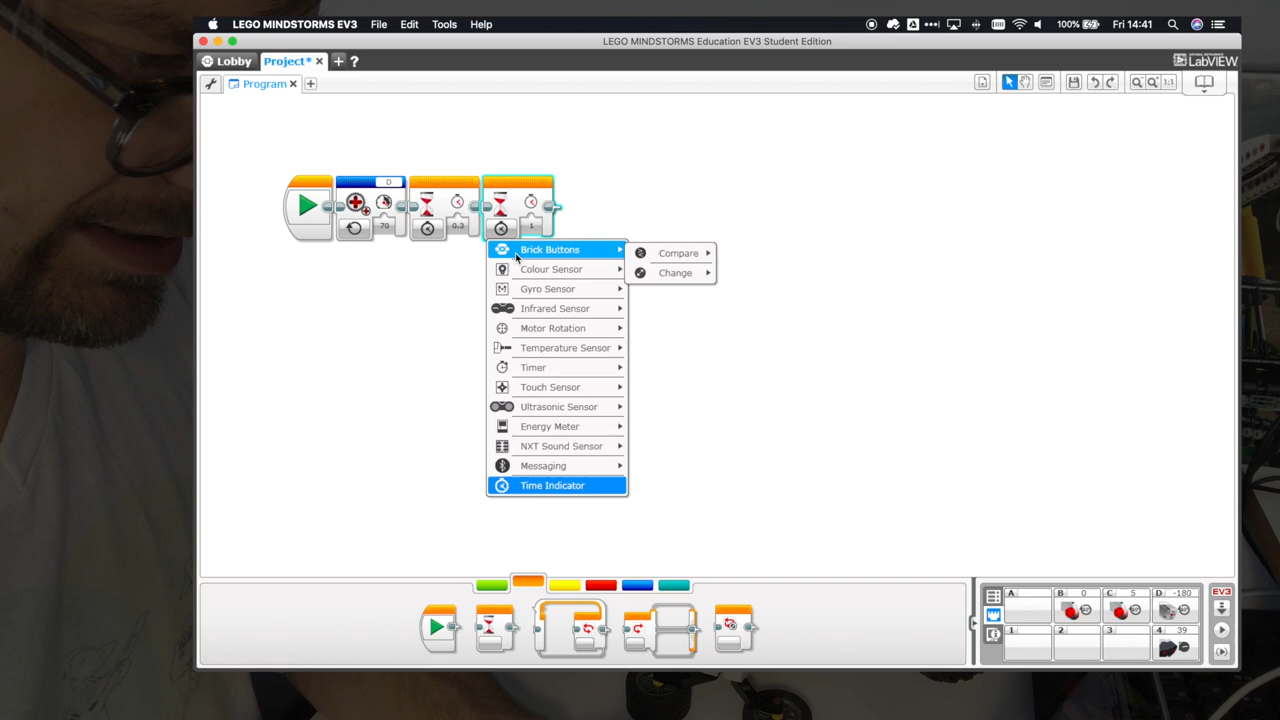 LEGO MINDSTORMS EV3 File Edit Tools Help 100% Fri 14:41
LEGO MINDSTORMS Education EV3 Student Edition
Lobby Project* + ?
LabVIEW
Program
1:1
D
70 0.3 1
Brick Buttons
Compare
Change
Colour Sensor
Gyro Sensor
Infrared Sensor
Motor Rotation
Temperature Sensor
Timer
Touch Sensor
Ultrasonic Sensor
Energy Meter
NXT Sound Sensor
Messaging
Time Indicator
A B 0 C 5 D -180 EV3
1 2 3 4 39